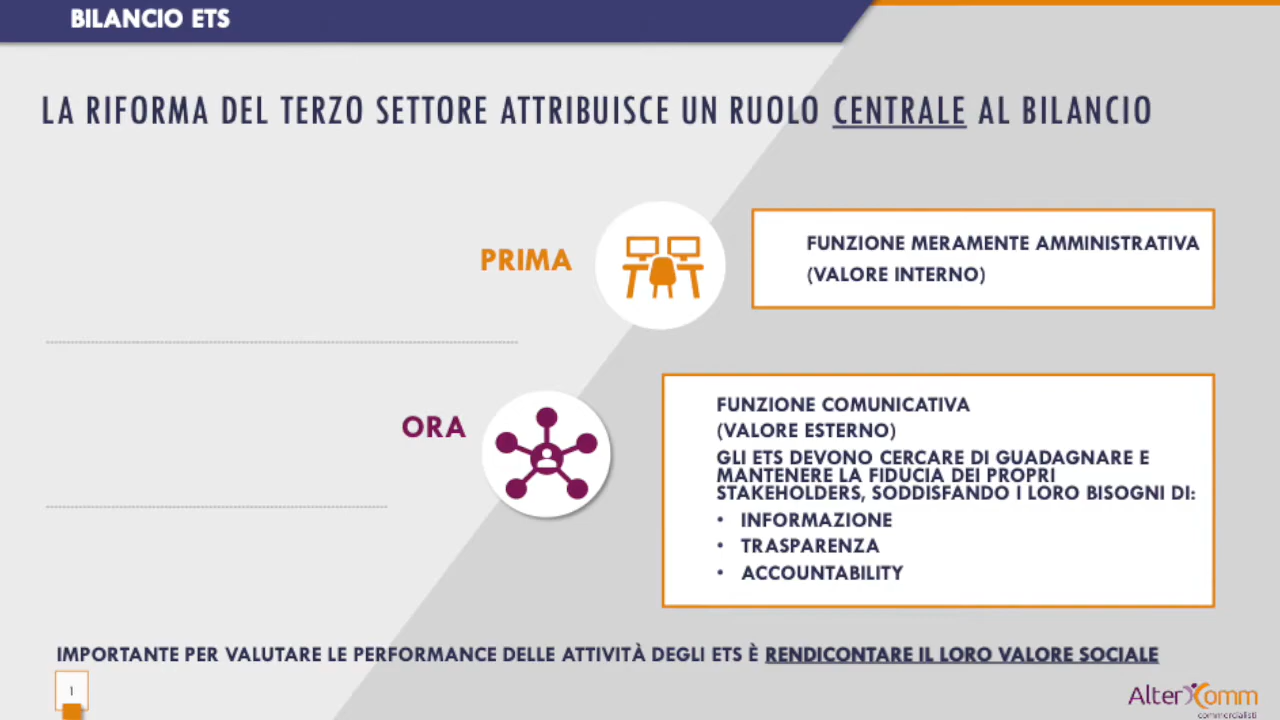 BILANCIO ETS
LA RIFORMA DEL TERZO SETTORE ATTRIBUISCE UN RUOLO CENTRALE AL BILANCIO
PRIMA
FUNZIONE MERAMENTE AMMINISTRATIVA
(VALORE INTERNO)
ORA
FUNZIONE COMUNICATIVA
(VALORE ESTERNO)
GLI ETS DEVONO CERCARE DI GUADAGNARE E
MANTENERE LA FIDUCIA DEI PROPRI
STAKEHOLDERS, SODDISFANDO I LORO BISOGNI DI:
• INFORMAZIONE
• TRASPARENZA
• ACCOUNTABILITY
IMPORTANTE PER VALUTARE LE PERFORMANCE DELLE ATTIVITÀ DEGLI ETS È RENDICONTARE IL LORO VALORE SOCIALE
1
AlterComm
commercialisti